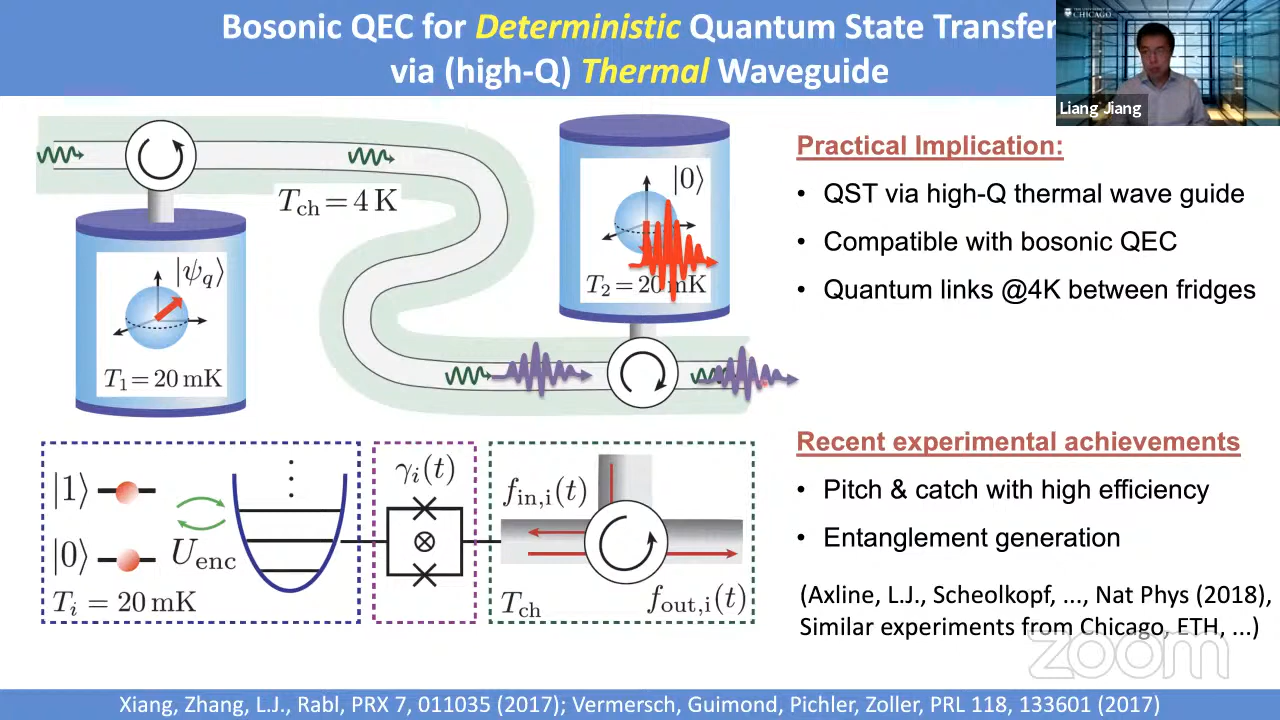 Bosonic QEC for Deterministic Quantum State Transfer
via (high-Q) Thermal Waveguide
THE UNIVERSITY OF
CHICAGO
Liang Jiang
T_ch = 4 K
|ψ_q⟩
T_1 = 20 mK
|0⟩
T_2 = 20 mK
Practical Implication:
• QST via high-Q thermal wave guide
• Compatible with bosonic QEC
• Quantum links @4K between fridges
|1⟩
|0⟩
U_enc
T_i = 20 mK
γ_i(t)
f_in,i(t)
T_ch
f_out,i(t)
Recent experimental achievements
• Pitch & catch with high efficiency
• Entanglement generation
(Axline, L.J., Scheolkopf, ..., Nat Phys (2018),
Similar experiments from Chicago, ETH, ...)
zoom
Xiang, Zhang, L.J., Rabl, PRX 7, 011035 (2017); Vermersch, Guimond, Pichler, Zoller, PRL 118, 133601 (2017)